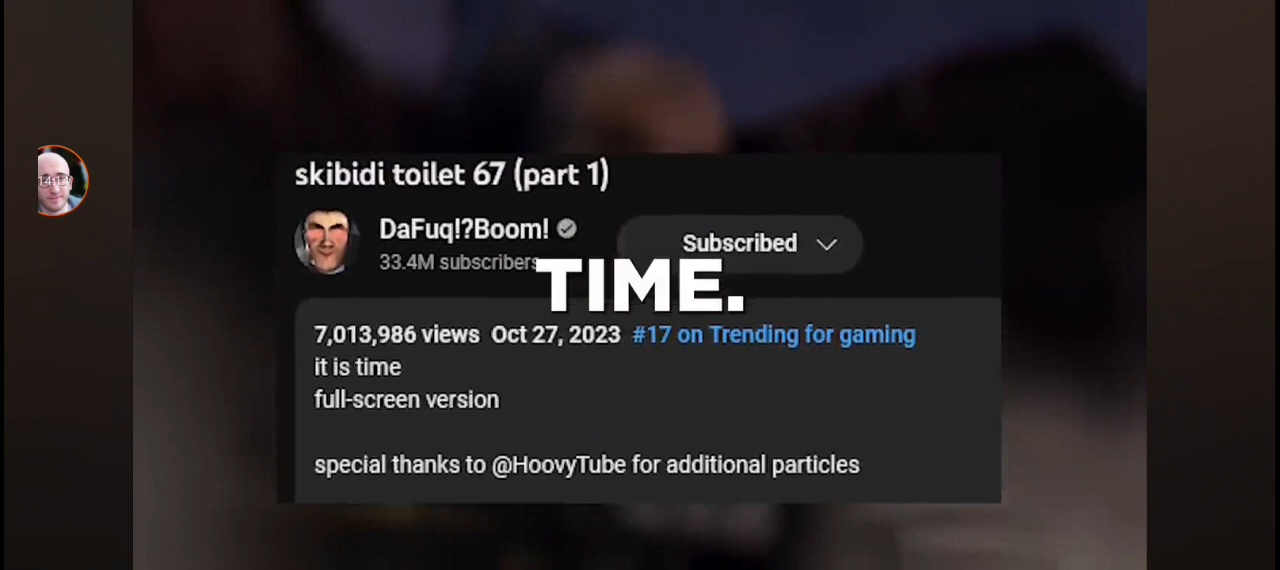 skibidi toilet 67 (part 1)
DaFuq!?Boom!
33.4M subscribers
Subscribed
TIME.
7,013,986 views Oct 27, 2023 #17 on Trending for gaming
it is time
full-screen version
special thanks to @HoovyTube for additional particles